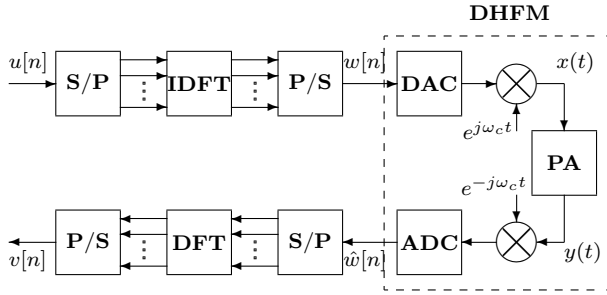 DHFM
u[n] S/P IDFT P/S w[n] DAC x(t)
e^{jω_c t}
PA
e^{-jω_c t}
P/S DFT S/P ADC y(t)
v[n] ŵ[n]